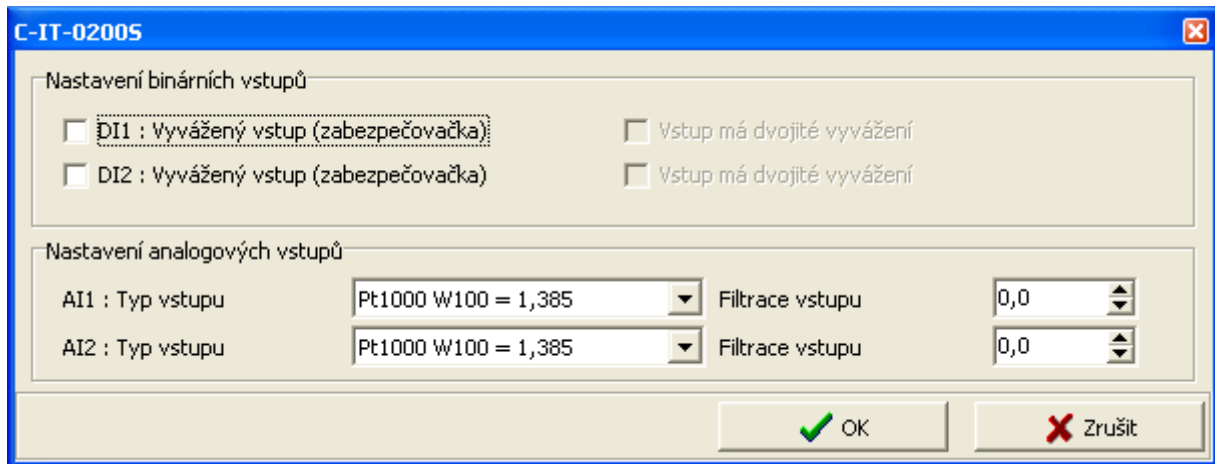 C-IT-0200S
Nastavení binárních vstupů
DI1 : Vyvážený vstup (zabezpečovačka) Vstup má dvojité vyvážení
DI2 : Vyvážený vstup (zabezpečovačka) Vstup má dvojité vyvážení
Nastavení analogových vstupů
AI1 : Typ vstupu Pt1000 W100 = 1,385 Filtrace vstupu 0,0
AI2 : Typ vstupu Pt1000 W100 = 1,385 Filtrace vstupu 0,0
OK Zrušit